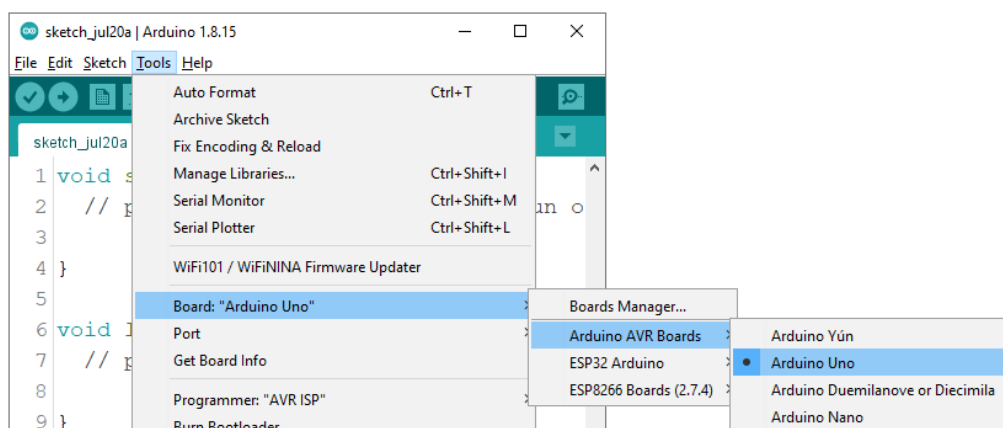 sketch_jul20a | Arduino 1.8.15
File Edit Sketch Tools Help
sketch_jul20a
Auto Format Ctrl+T
Archive Sketch
Fix Encoding & Reload
Manage Libraries... Ctrl+Shift+I
Serial Monitor Ctrl+Shift+M
Serial Plotter Ctrl+Shift+L
WiFi101 / WiFiNINA Firmware Updater
Board: "Arduino Uno"
Port
Get Board Info
Programmer: "AVR ISP"
Burn Bootloader
1 void s
2 // p un o
3
4 }
5
6 void l
7 // p
8
9 }
Boards Manager...
Arduino AVR Boards
ESP32 Arduino
ESP8266 Boards (2.7.4)
Arduino Yún
Arduino Uno
Arduino Duemilanove or Diecimila
Arduino Nano